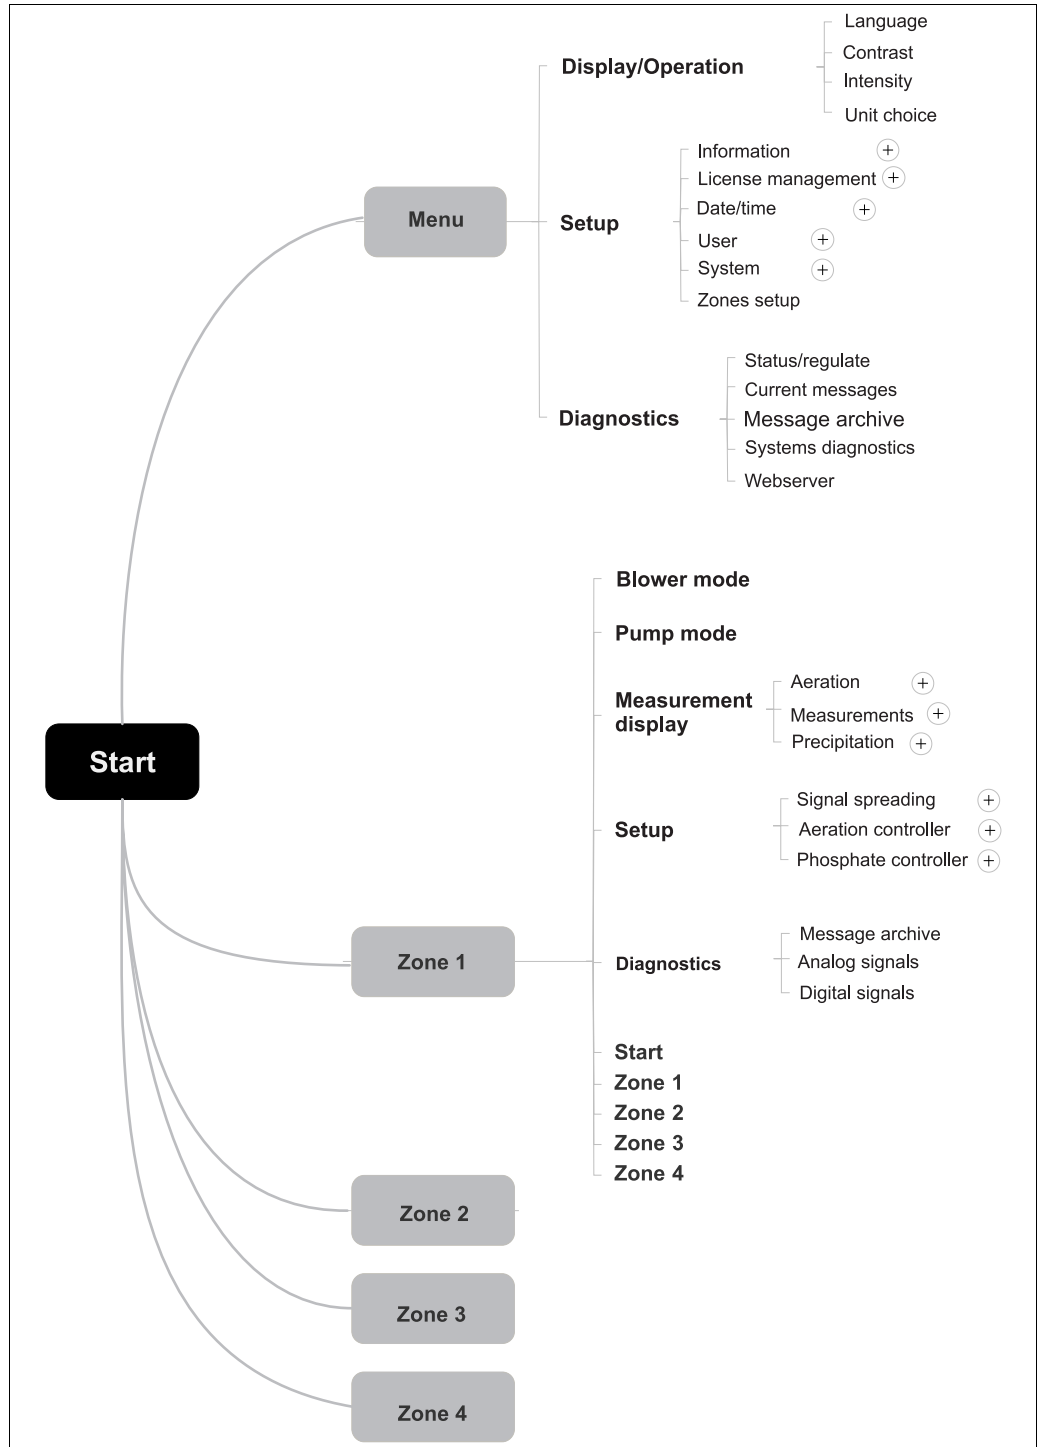 Language
Display/Operation
Contrast
Intensity
Unit choice
Information +
License management +
Menu
Date/time +
Setup
User +
System +
Zones setup
Status/regulate
Current messages
Diagnostics
Message archive
Systems diagnostics
Webserver
Blower mode
Pump mode
Measurement
display
Aeration +
Measurements +
Precipitation +
Start
Setup
Signal spreading +
Aeration controller +
Phosphate controller +
Zone 1
Diagnostics
Message archive
Analog signals
Digital signals
Start
Zone 1
Zone 2
Zone 3
Zone 4
Zone 2
Zone 3
Zone 4